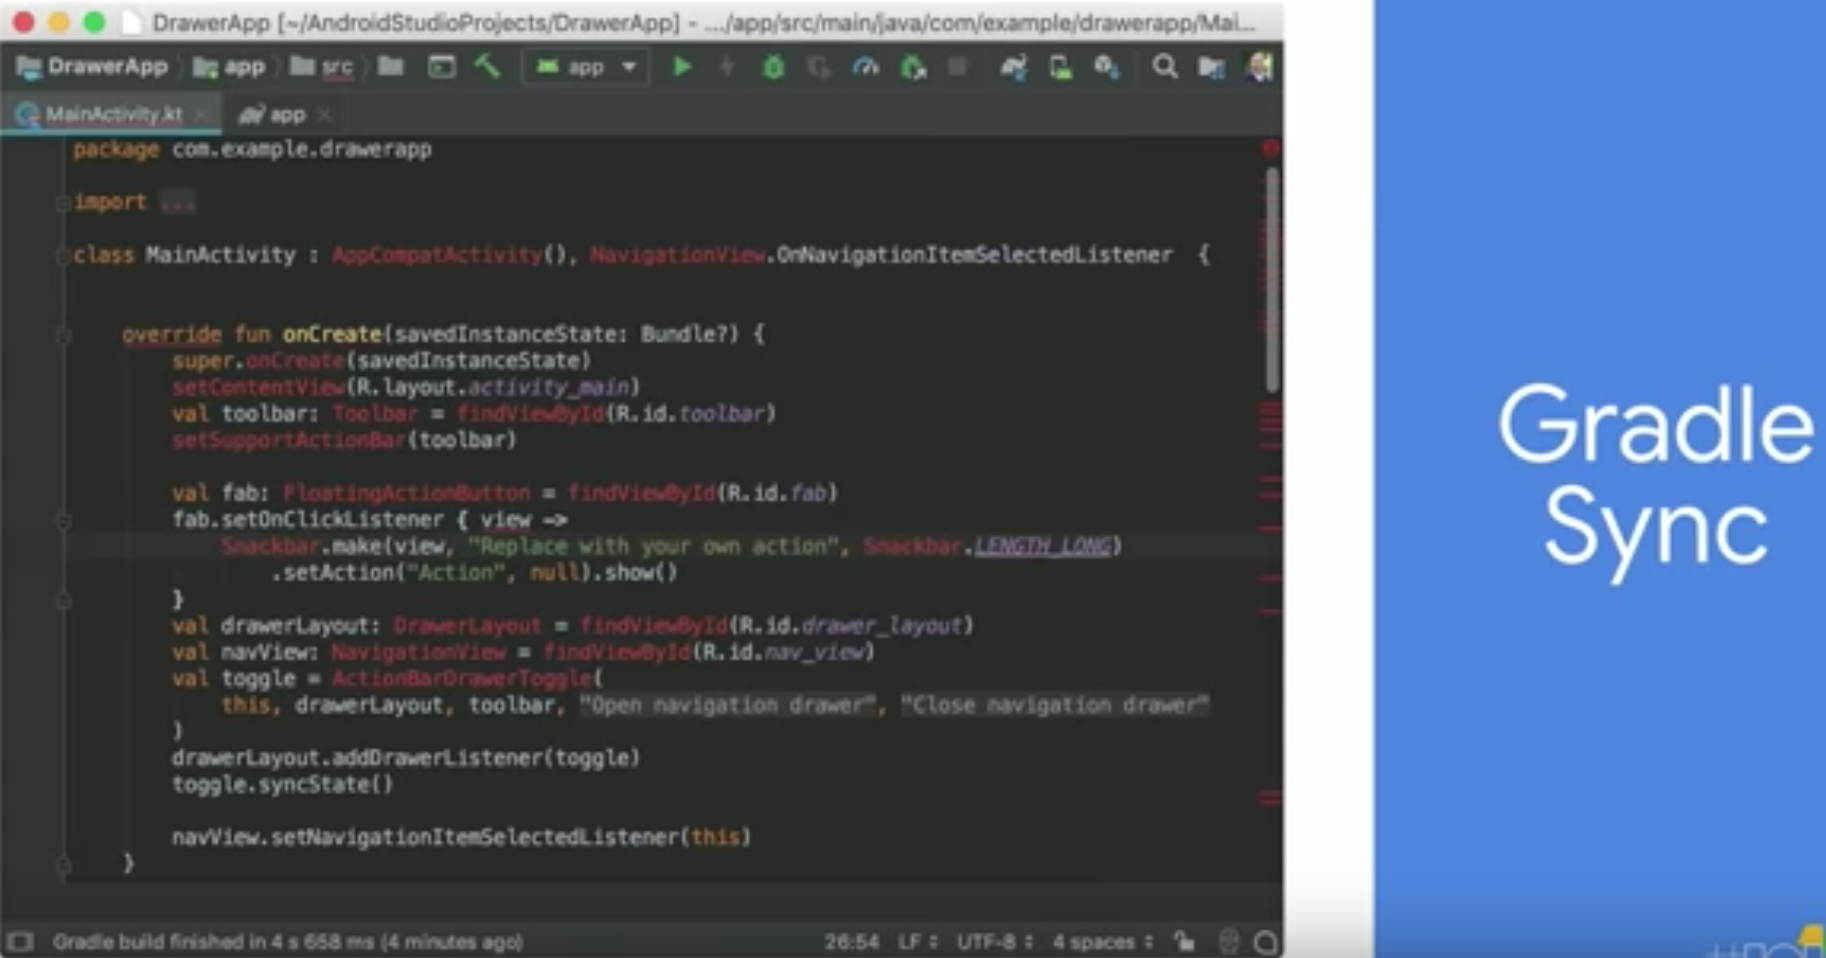 DrawerApp [~/AndroidStudioProjects/DrawerApp] - .../app/src/main/java/com/example/drawerapp/Mai...
DrawerApp app src app
MainActivity.kt app
package com.example.drawerapp
import ...
class MainActivity : AppCompatActivity(), NavigationView.OnNavigationItemSelectedListener {
override fun onCreate(savedInstanceState: Bundle?) {
super.onCreate(savedInstanceState)
setContentView(R.layout.activity_main)
val toolbar: Toolbar = findViewById(R.id.toolbar)
setSupportActionBar(toolbar)
val fab: FloatingActionButton = findViewById(R.id.fab)
fab.setOnClickListener { view ->
Snackbar.make(view, "Replace with your own action", Snackbar.LENGTH_LONG)
.setAction("Action", null).show()
}
val drawerLayout: DrawerLayout = findViewById(R.id.drawer_layout)
val navView: NavigationView = findViewById(R.id.nav_view)
val toggle = ActionBarDrawerToggle(
this, drawerLayout, toolbar, "Open navigation drawer", "Close navigation drawer"
)
drawerLayout.addDrawerListener(toggle)
toggle.syncState()
navView.setNavigationItemSelectedListener(this)
}
Gradle build finished in 4 s 658 ms (4 minutes ago) 26:54 LF UTF-8 4 spaces
Gradle
Sync